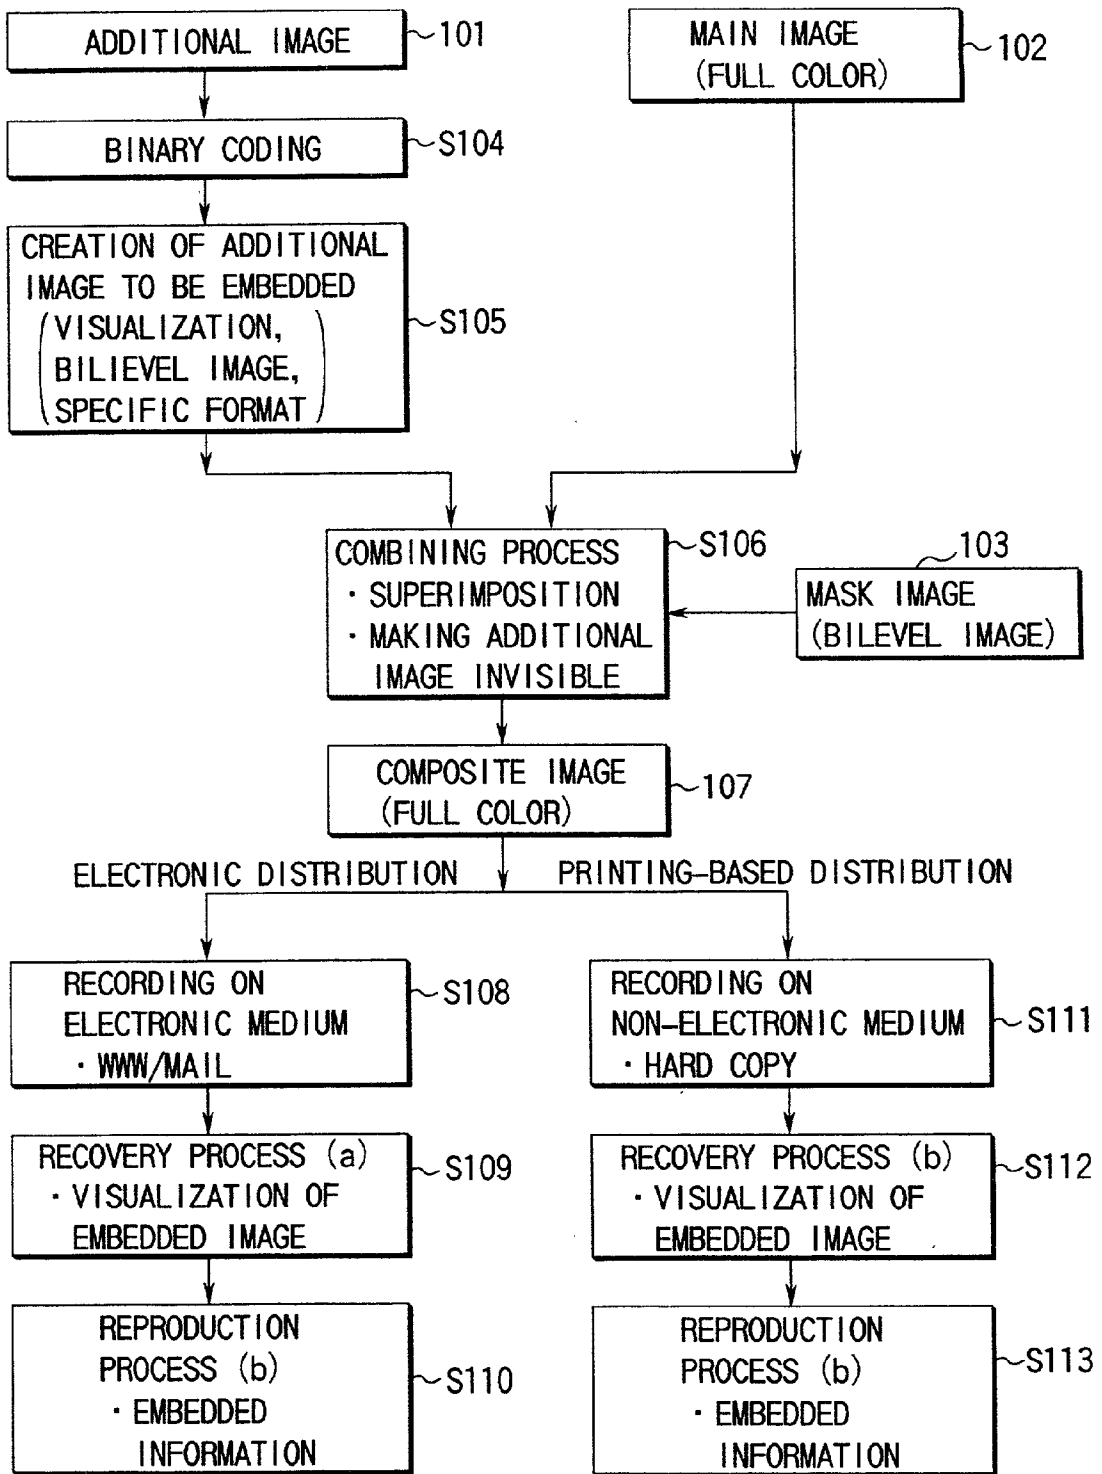 ADDITIONAL IMAGE
101
MAIN IMAGE
(FULL COLOR)
102
BINARY CODING
S104
CREATION OF ADDITIONAL
IMAGE TO BE EMBEDDED
(VISUALIZATION,
BILIEVEL IMAGE,
SPECIFIC FORMAT)
S105
COMBINING PROCESS
· SUPERIMPOSITION
· MAKING ADDITIONAL
IMAGE INVISIBLE
S106
103
MASK IMAGE
(BILEVEL IMAGE)
COMPOSITE IMAGE
(FULL COLOR)
107
ELECTRONIC DISTRIBUTION
PRINTING-BASED DISTRIBUTION
RECORDING ON
ELECTRONIC MEDIUM
· WWW/MAIL
S108
RECORDING ON
NON-ELECTRONIC MEDIUM
· HARD COPY
S111
RECOVERY PROCESS (a)
· VISUALIZATION OF
EMBEDDED IMAGE
S109
RECOVERY PROCESS (b)
· VISUALIZATION OF
EMBEDDED IMAGE
S112
REPRODUCTION
PROCESS (b)
· EMBEDDED
INFORMATION
S110
REPRODUCTION
PROCESS (b)
· EMBEDDED
INFORMATION
S113